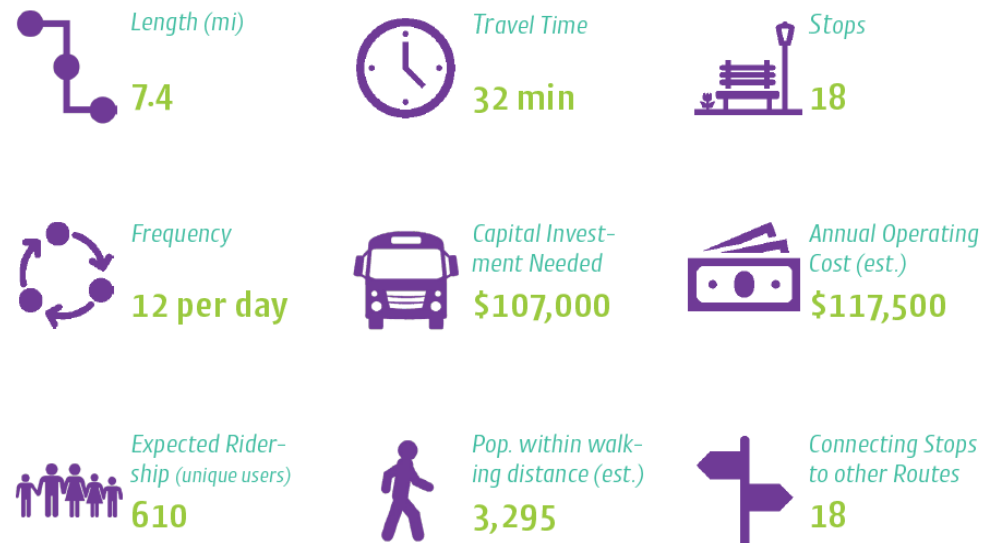 Length (mi)
7.4
Travel Time
32 min
Stops
18
Frequency
12 per day
Capital Invest-
ment Needed
$107,000
Annual Operating
Cost (est.)
$117,500
Expected Rider-
ship (unique users)
610
Pop. within walk-
ing distance (est.)
3,295
Connecting Stops
to other Routes
18